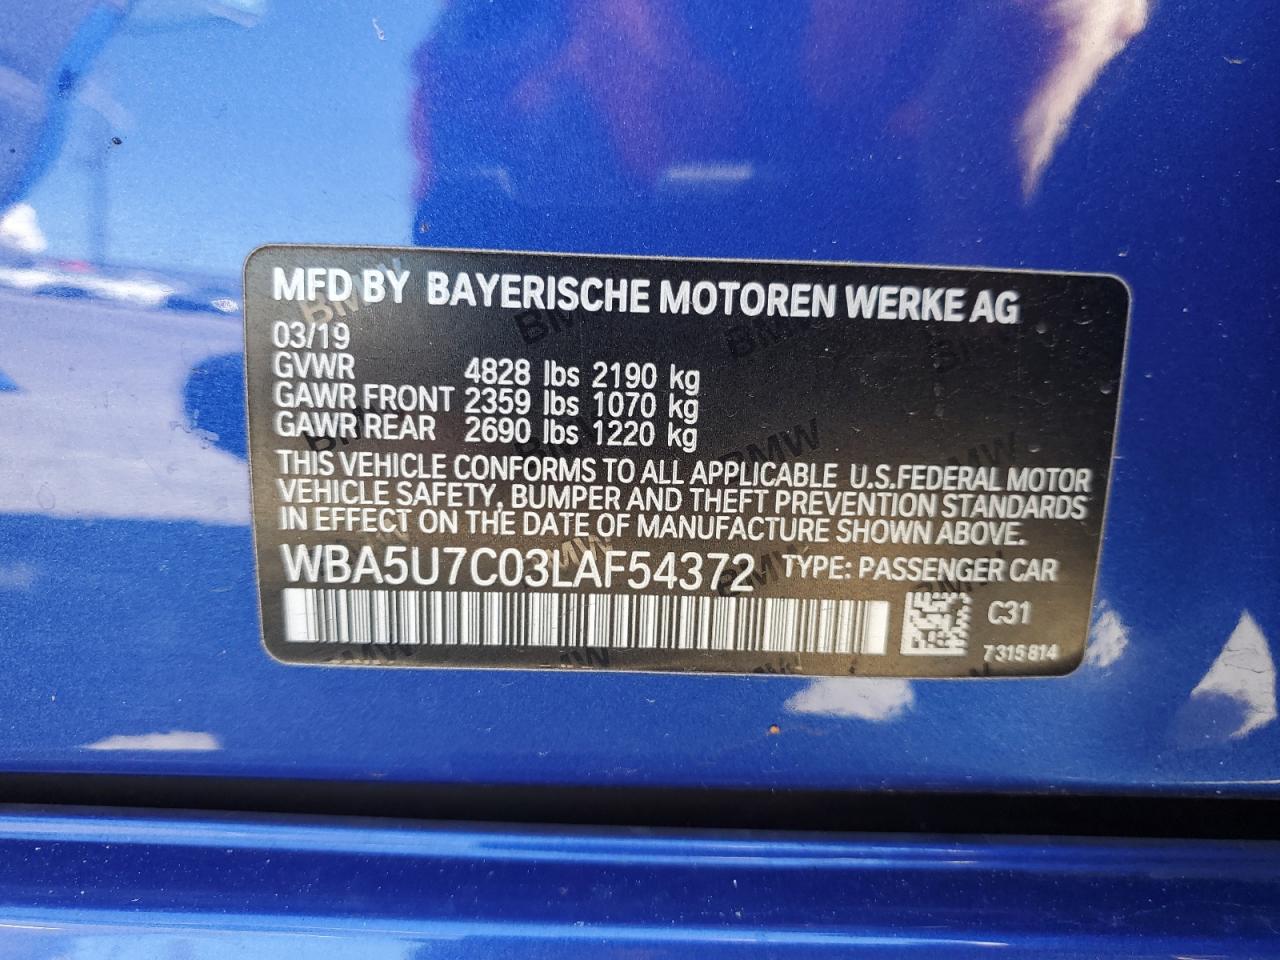 MFD BY BAYERISCHE MOTOREN WERKE AG
03/19
GVWR 4828 lbs 2190 kg
GAWR FRONT 2359 lbs 1070 kg
GAWR REAR 2690 lbs 1220 kg
THIS VEHICLE CONFORMS TO ALL APPLICABLE U.S.FEDERAL MOTOR
VEHICLE SAFETY, BUMPER AND THEFT PREVENTION STANDARDS
IN EFFECT ON THE DATE OF MANUFACTURE SHOWN ABOVE.
WBA5U7C03LAF54372 TYPE: PASSENGER CAR
C31
7315814